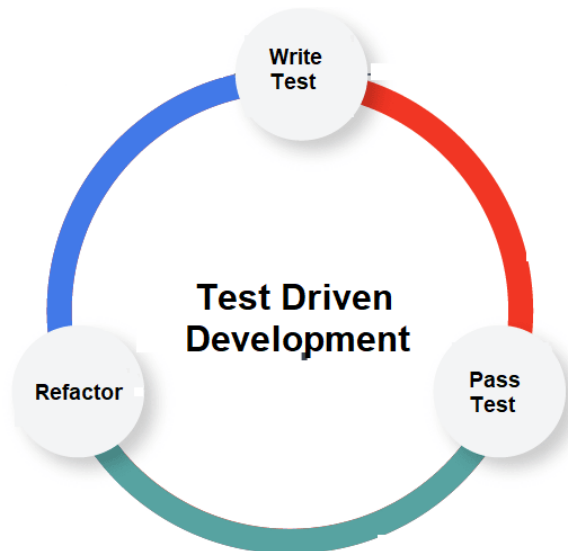 Write
Test
Test Driven
Development
Refactor
Pass
Test